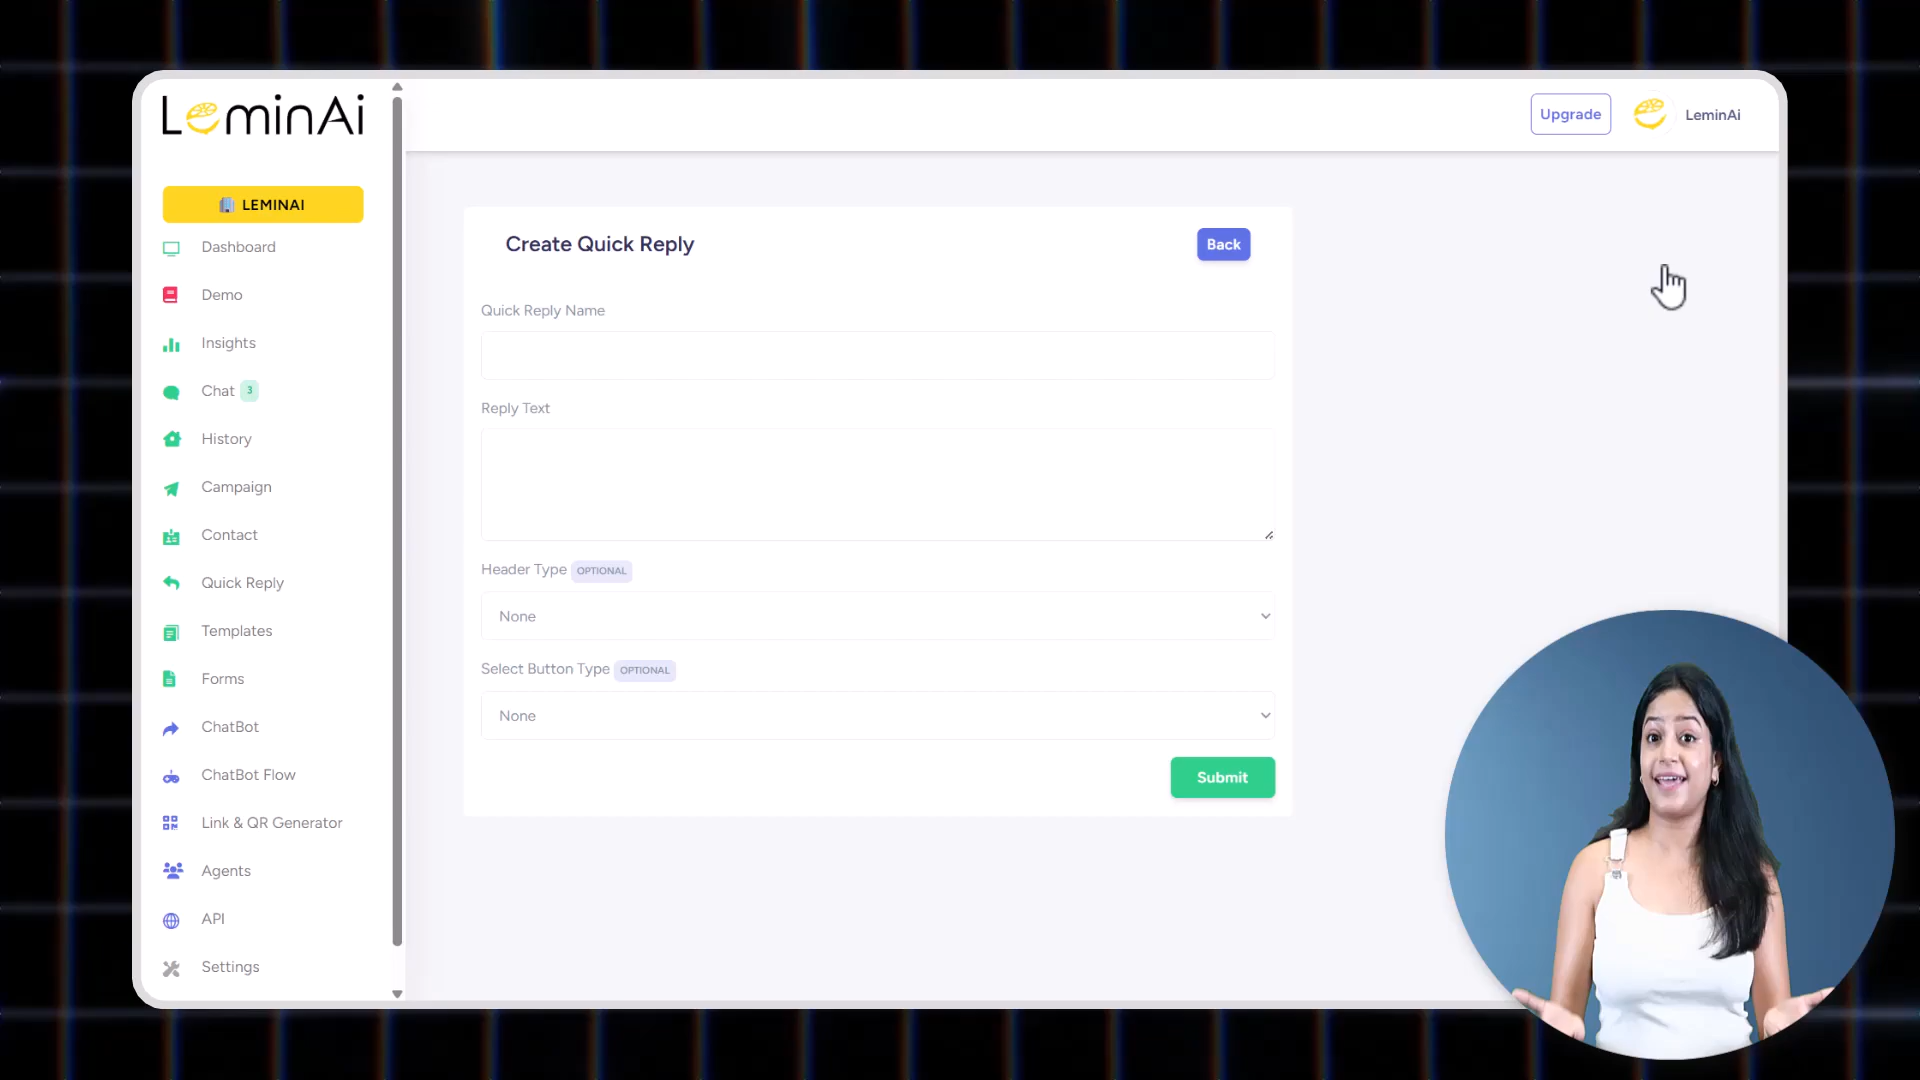 LeminAi
Upgrade
LeminAi
LEMINAI
Dashboard
Demo
Insights
Chat 3
History
Campaign
Contact
Quick Reply
Templates
Forms
ChatBot
ChatBot Flow
Link & QR Generator
Agents
API
Settings
Create Quick Reply
Back
Quick Reply Name
Reply Text
Header Type OPTIONAL
None
Select Button Type OPTIONAL
None
Submit